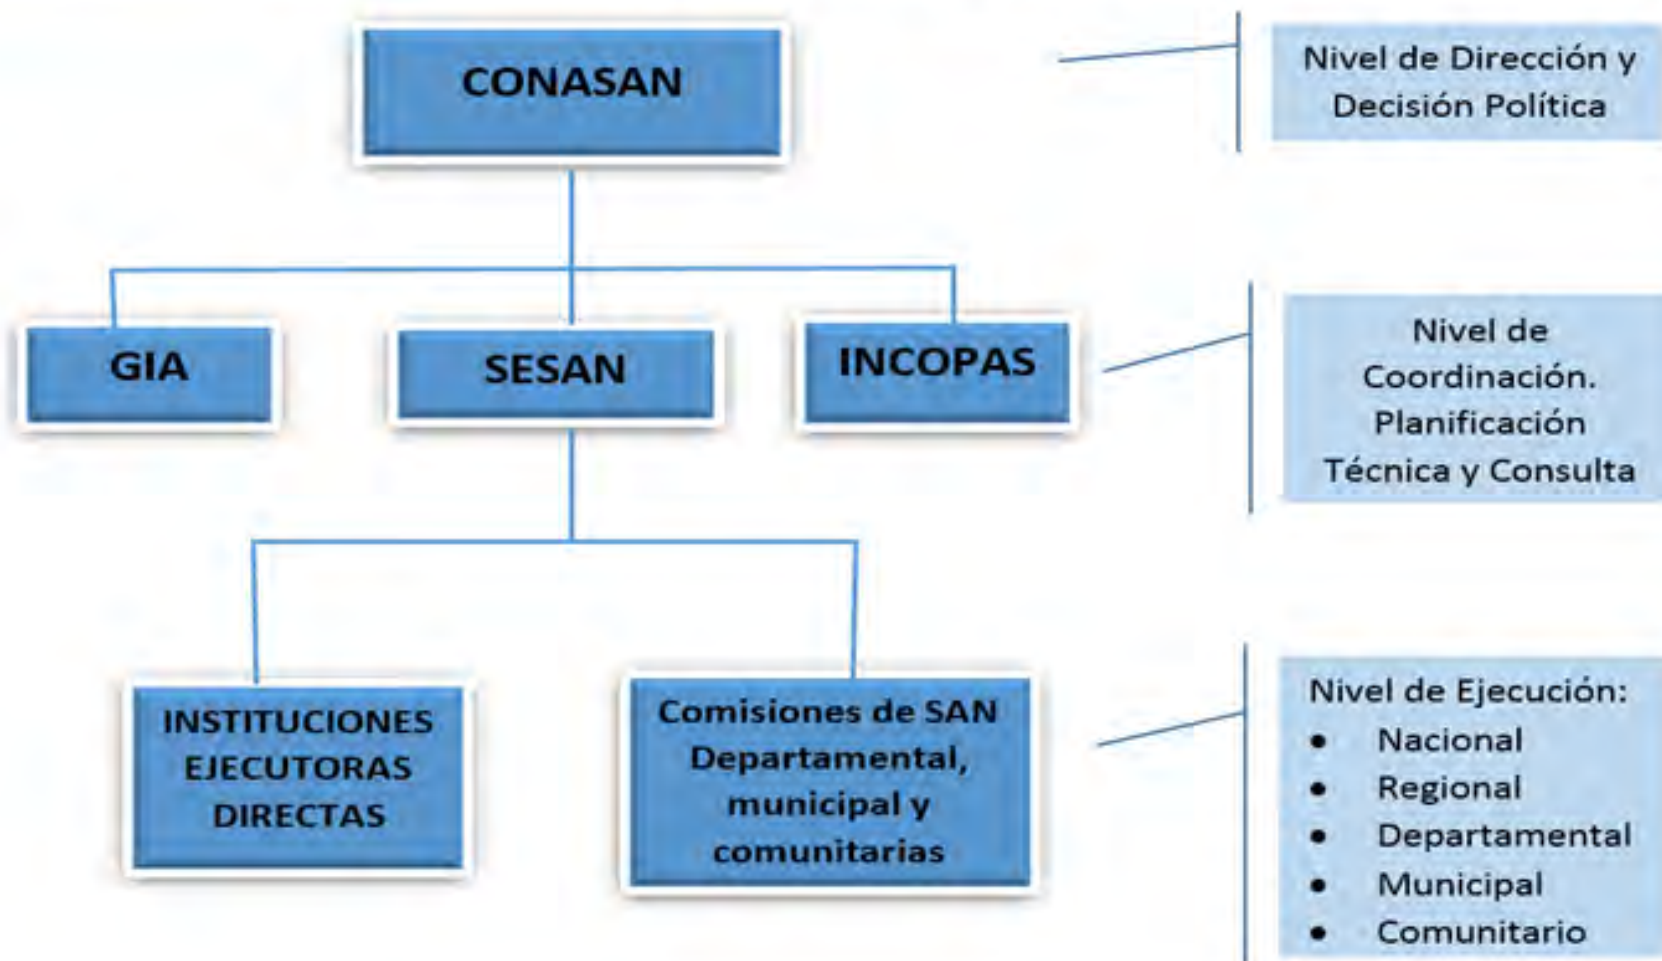 CONASAN
Nivel de Dirección y
Decisión Política
GIA
SESAN
INCOPAS
Nivel de
Coordinación.
Planificación
Técnica y Consulta
INSTITUCIONES
EJECUTORAS
DIRECTAS
Comisiones de SAN
Departamental,
municipal y
comunitarias
Nivel de Ejecución:
• Nacional
• Regional
• Departamental
• Municipal
• Comunitario